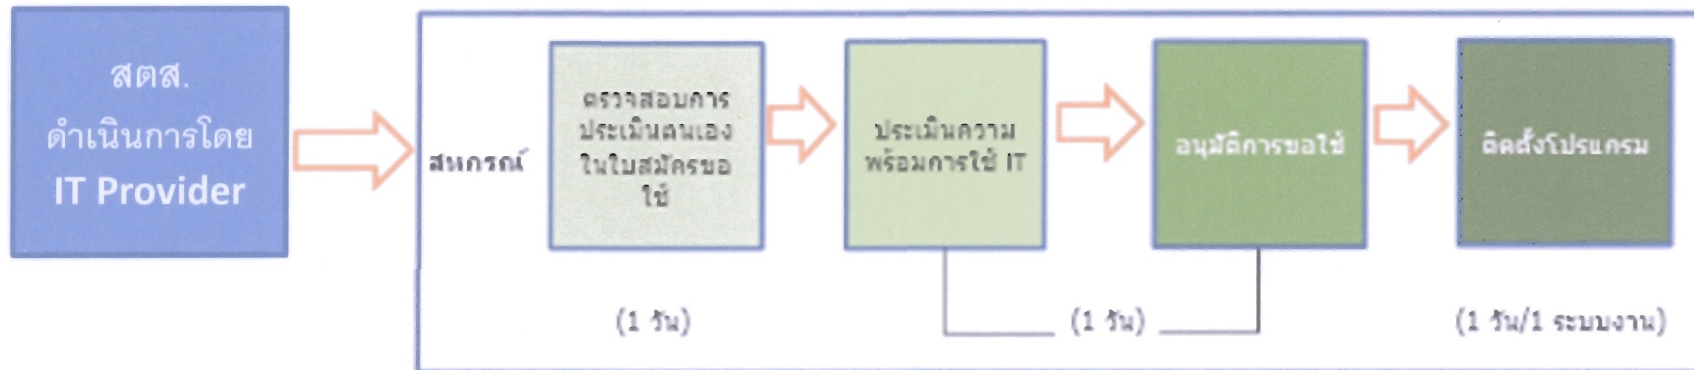 สตส.
ดำเนินการโดย
IT Provider
สหกรณ์
ตรวจสอบการ
ประเมินตนเอง
ในใบสมัครขอ
ใช้
ประเมินความ
พร้อมการใช้ IT
อนุมัติการขอใช้
ติดตั้งโปรแกรม
(1 วัน)
(1 วัน)
(1 วัน/1 ระบบงาน)